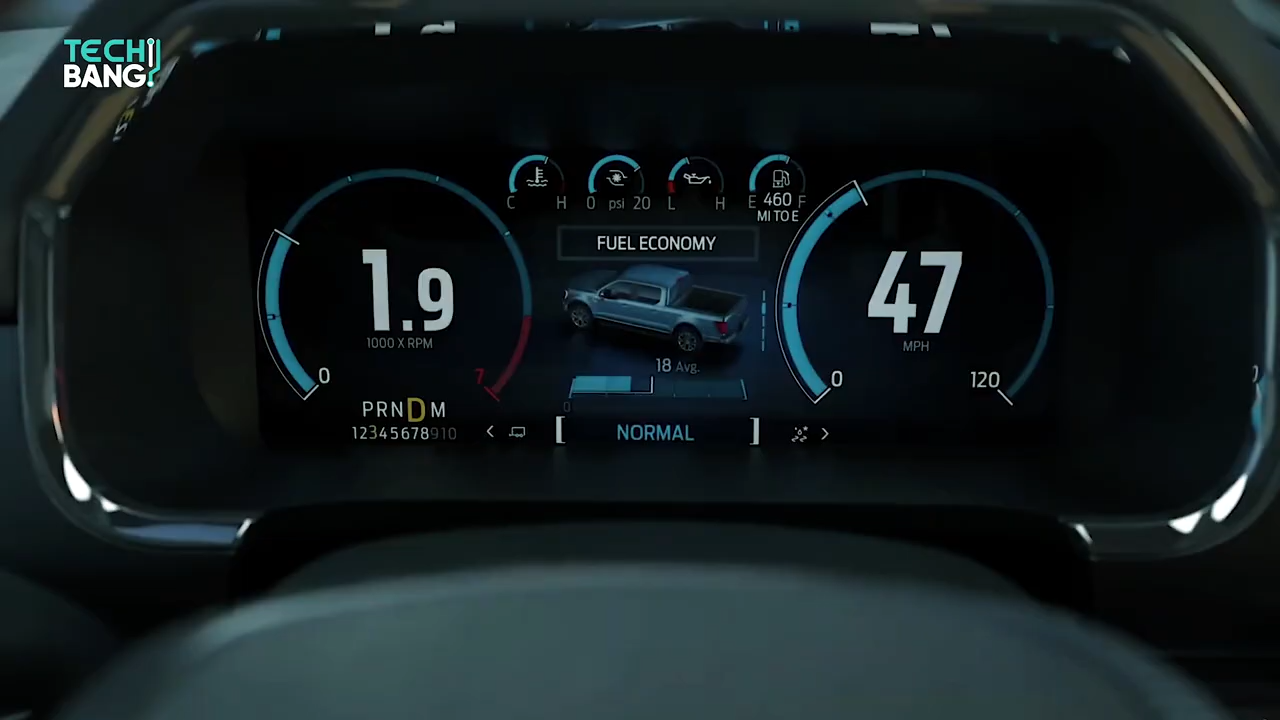 TECH
BANG!
C H 0 psi 20 L H E 460 F
MI TO E
FUEL ECONOMY
1.9
1000 X RPM
0
7
18 Avg.
0
47
MPH
0
120
PRNDM
12345678910
NORMAL